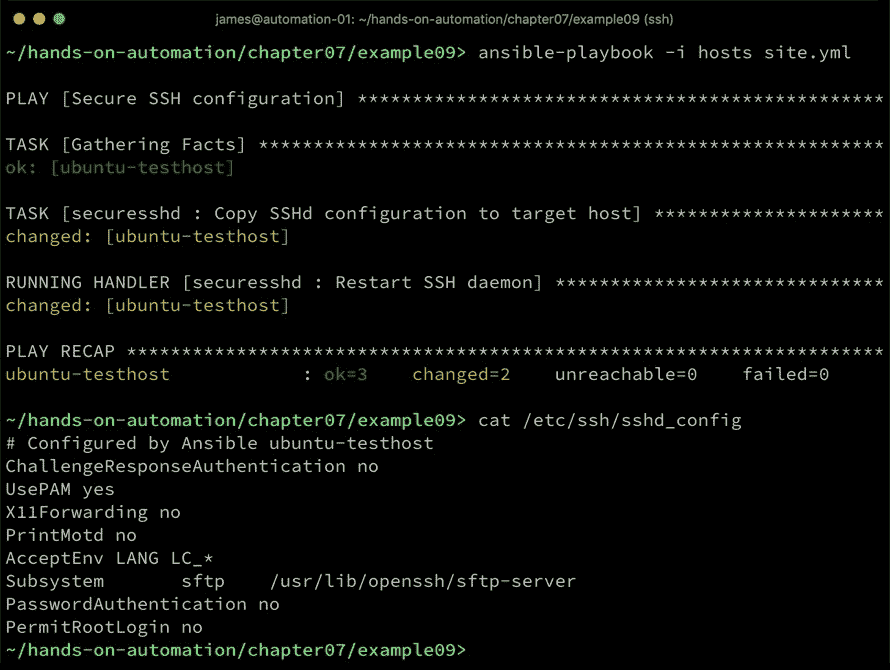 james@automation-01: ~/hands-on-automation/chapter07/example09 (ssh)
~/hands-on-automation/chapter07/example09> ansible-playbook -i hosts site.yml
PLAY [Secure SSH configuration] ************************************************
TASK [Gathering Facts] *********************************************************
ok: [ubuntu-testhost]
TASK [securesshd : Copy SSHd configuration to target host] *********************
changed: [ubuntu-testhost]
RUNNING HANDLER [securesshd : Restart SSH daemon] ******************************
changed: [ubuntu-testhost]
PLAY RECAP *********************************************************************
ubuntu-testhost            : ok=3    changed=2    unreachable=0    failed=0
~/hands-on-automation/chapter07/example09> cat /etc/ssh/sshd_config
# Configured by Ansible ubuntu-testhost
ChallengeResponseAuthentication no
UsePAM yes
X11Forwarding no
PrintMotd no
AcceptEnv LANG LC_*
Subsystem       sftp    /usr/lib/openssh/sftp-server
PasswordAuthentication no
PermitRootLogin no
~/hands-on-automation/chapter07/example09>